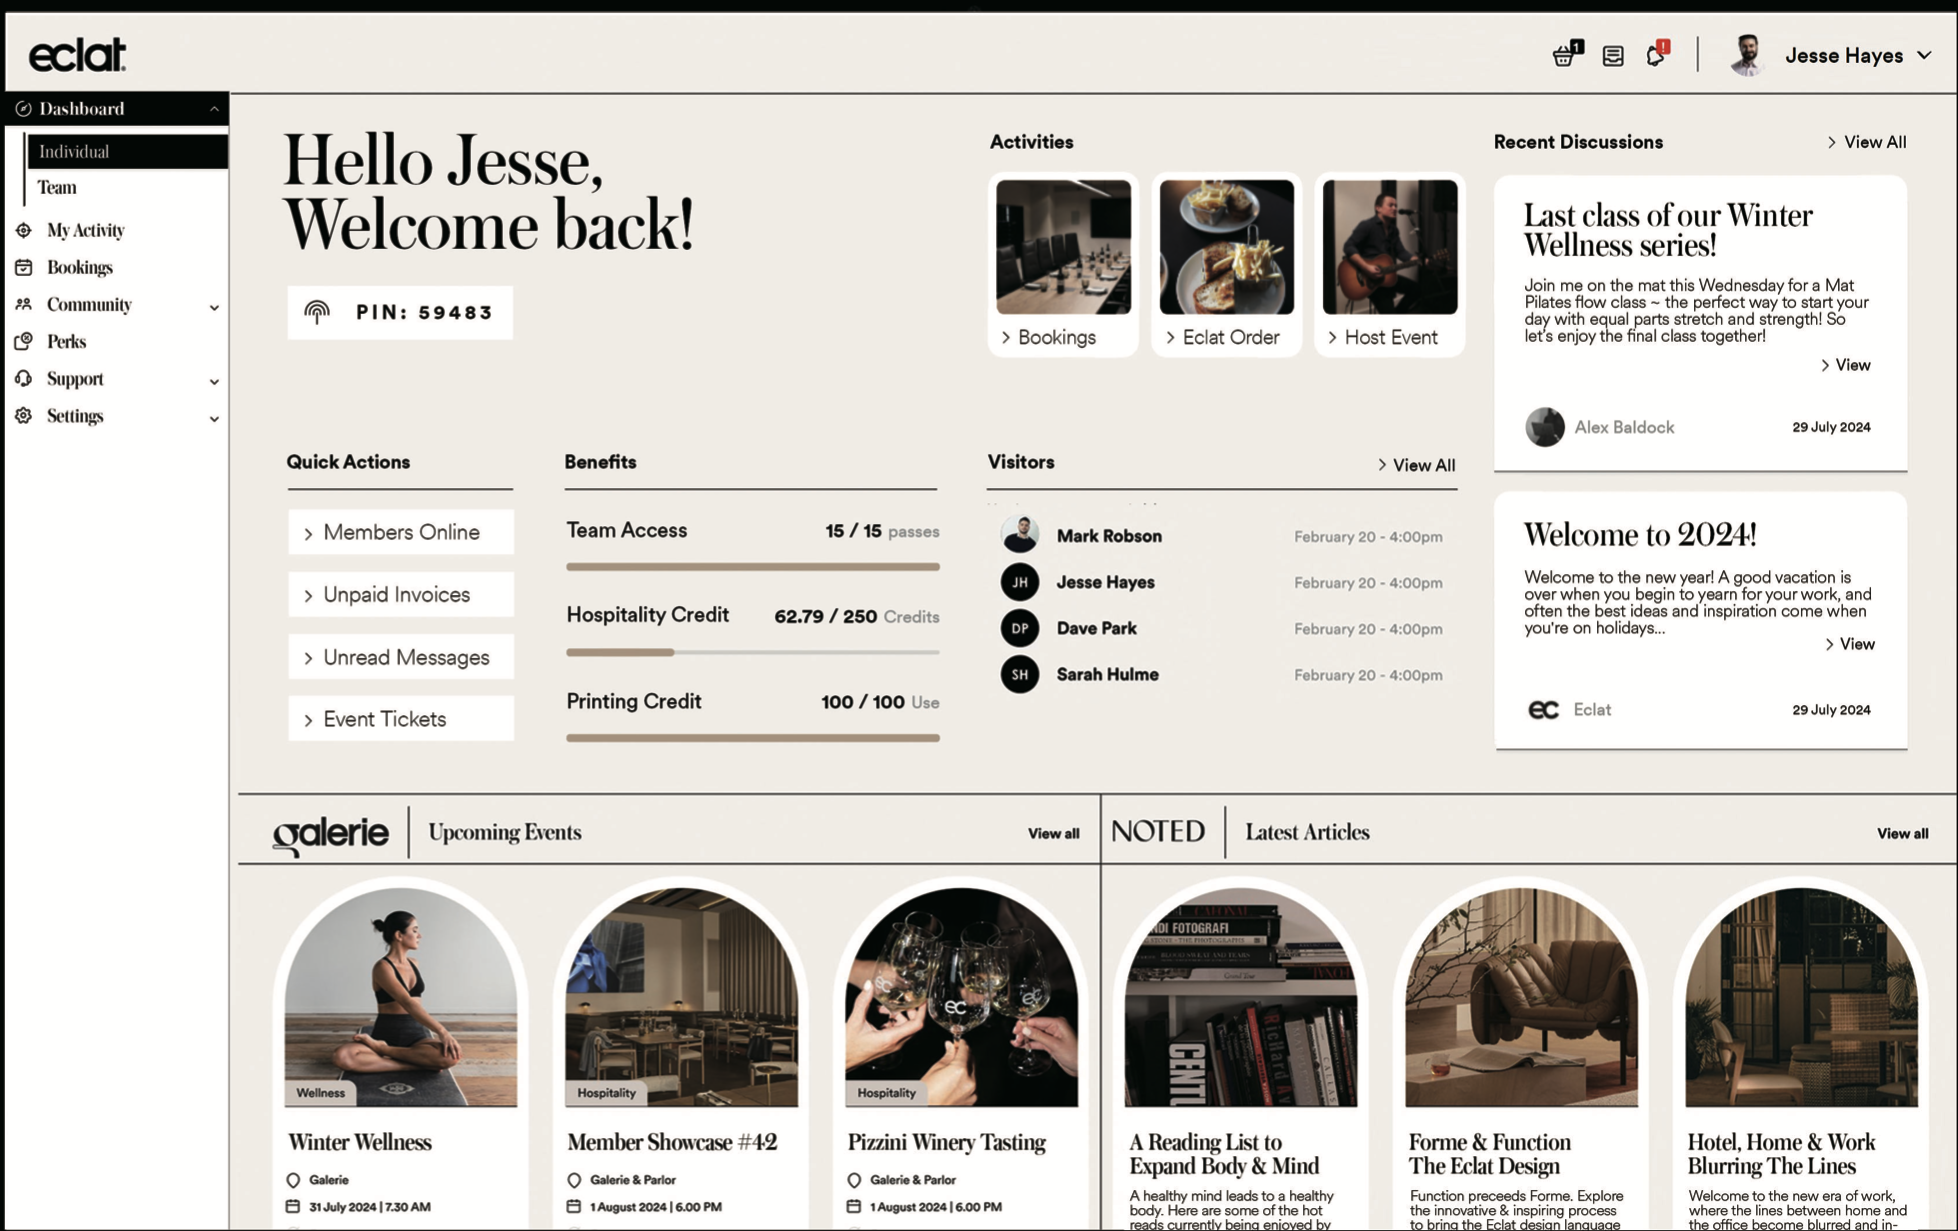 eclat.
1
!
Jesse Hayes
Dashboard
Individual
Team
My Activity
Bookings
Community
Perks
Support
Settings
Hello Jesse,
Welcome back!
PIN: 59483
Activities
Bookings
Eclat Order
Host Event
Recent Discussions
View All
Last class of our Winter
Wellness series!
Join me on the mat this Wednesday for a Mat
Pilates flow class ~ the perfect way to start your
day with equal parts stretch and strength! So
let's enjoy the final class together!
View
Alex Baldock
29 July 2024
Welcome to 2024!
Welcome to the new year! A good vacation is
over when you begin to yearn for your work, and
often the best ideas and inspiration come when
you're on holidays...
View
ec
Eclat
29 July 2024
Quick Actions
Members Online
Unpaid Invoices
Unread Messages
Event Tickets
Benefits
Team Access
15 / 15 passes
Hospitality Credit
62.79 / 250 Credits
Printing Credit
100 / 100 Use
Visitors
View All
Mark Robson
February 20 - 4:00pm
JH
Jesse Hayes
February 20 - 4:00pm
DP
Dave Park
February 20 - 4:00pm
SH
Sarah Hulme
February 20 - 4:00pm
galerie
Upcoming Events
View all
Wellness
Winter Wellness
Galerie
31 July 2024 | 7.30 AM
Hospitality
Member Showcase #42
Galerie & Parlor
1 August 2024 | 6.00 PM
ec
ec
ec
Hospitality
Pizzini Winery Tasting
Galerie & Parlor
1 August 2024 | 6.00 PM
NOTED
Latest Articles
View all
FOTOGRAFI
BLOOD SWEAT AND TEARS
Grand Tour
Richard
CENTU
CALLAS
A Reading List to
Expand Body & Mind
A healthy mind leads to a healthy
body. Here are some of the hot
reads currently being enjoyed by
Forme & Function
The Eclat Design
Function preceeds Forme. Explore
the innovative & inspiring process
to bring the Eclat design language
Hotel, Home & Work
Blurring The Lines
Welcome to the new era of work,
where the lines between home and
the office become blurred and in-